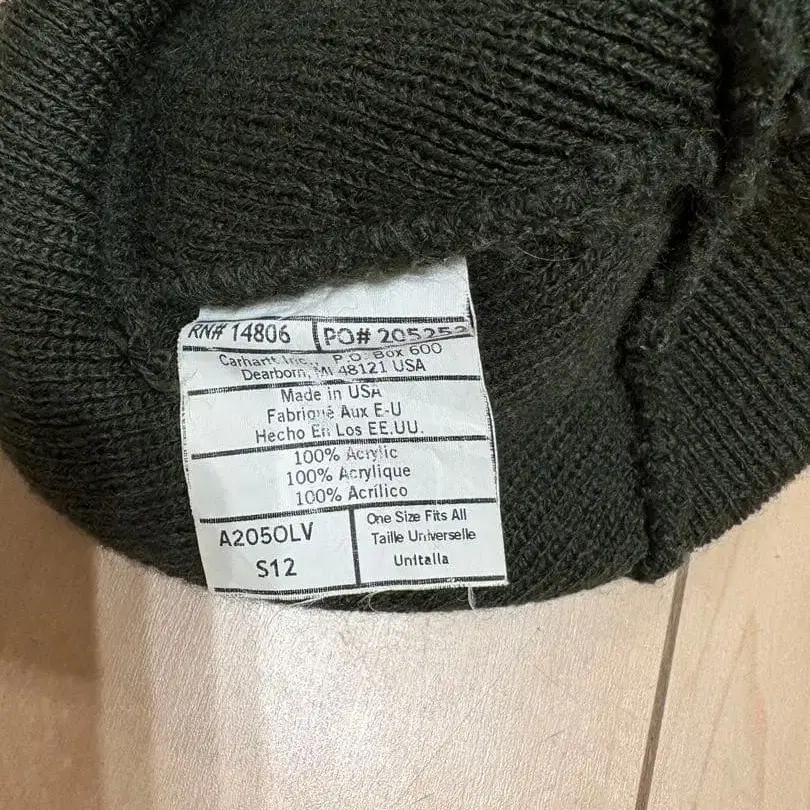 RN# 14806 PO# 205252
Carhartt Inc., P.O. Box 600
Dearborn, MI 48121 USA
Made in USA
Fabriqué Aux E-U
Hecho En Los EE.UU.
100% Acrylic
100% Acrylique
100% Acrílico
A205OLV
S12
One Size Fits All
Taille Universelle
Unitalla